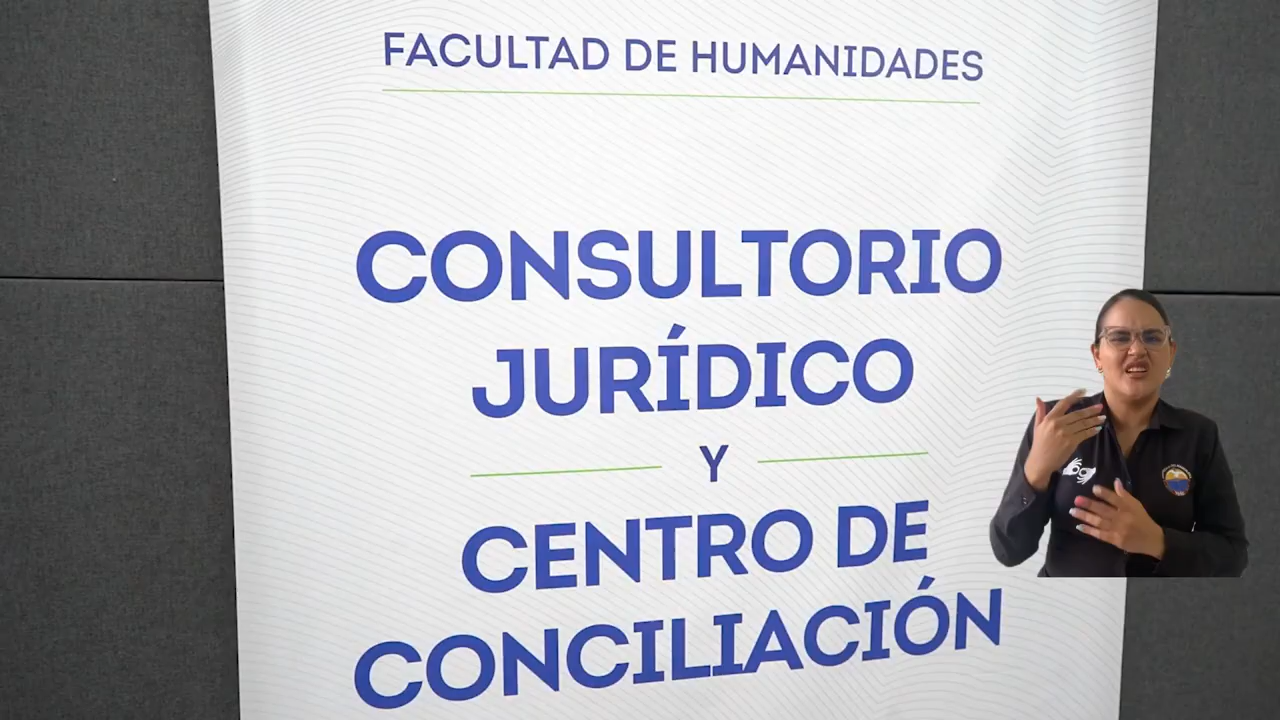 FACULTAD DE HUMANIDADES
CONSULTORIO
JURÍDICO
Y
CENTRO DE
CONCILIACIÓN